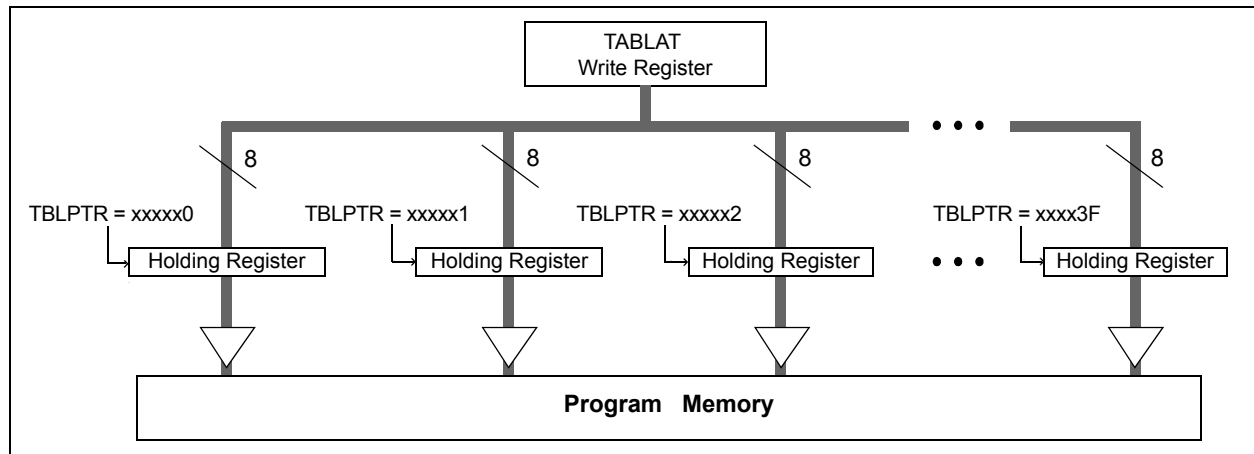 TABLAT
Write Register
• • •
8 8 8 8
TBLPTR = xxxxx0 TBLPTR = xxxxx1 TBLPTR = xxxxx2 TBLPTR = xxxx3F
Holding Register Holding Register Holding Register • • • Holding Register
Program Memory